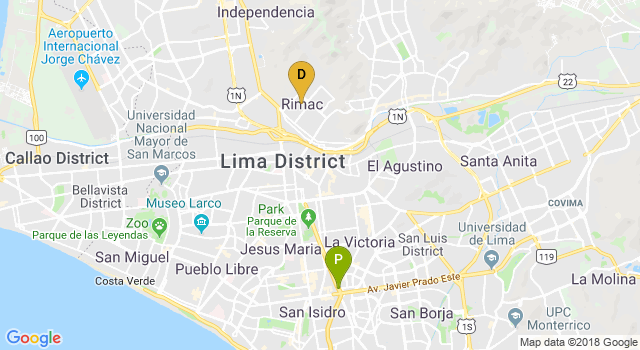 Independencia
Aeropuerto
Internacional
Jorge Chávez
D
Rimac
1N
22
1N
Universidad
Nacional
Mayor de
San Marcos
100
Callao District
Lima District
El Agustino
Santa Anita
Bellavista
District
Museo Larco
COVIMA
Zoo
Parque de las Leyendas
Park
Parque de
la Reserva
Jesus Maria
La Victoria
San Luis
District
Universidad
de Lima
119
San Miguel
Costa Verde
Pueblo Libre
P
La Molina
Av. Javier Prado Este
San Isidro
San Borja
1S
UPC
Monterrico
Google
Map data ©2018 Google